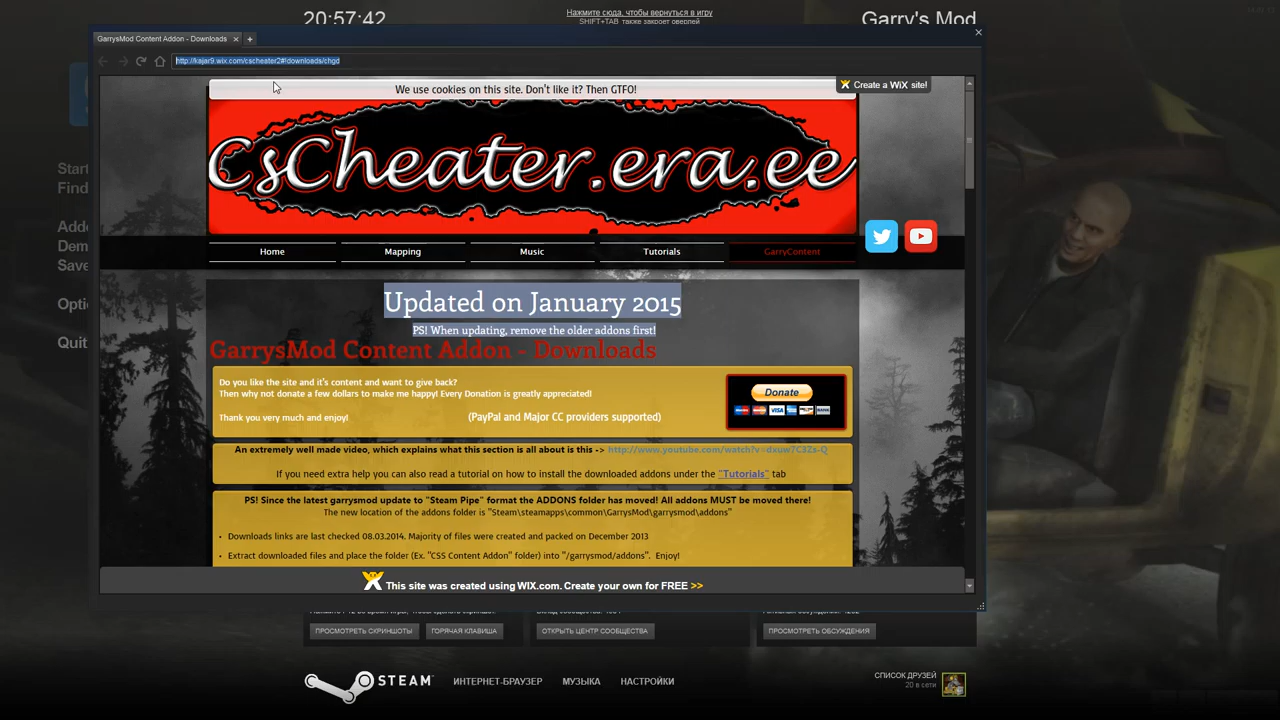 20:57:42
Нажмите сюда, чтобы вернуться в игру
SHIFT+TAB также закроет оверлей
Garry's Mod
GarrysMod Content Addon - Downloads
http://kajar9.wix.com/cscheater2#!downloads/chgd
We use cookies on this site. Don't like it? Then GTFO!
Create a WiX site!
CsCheater.era.ee
Home
Mapping
Music
Tutorials
GarryContent
Start
Find
Addo
Dem
Save
Opti
Quit
Updated on January 2015
PS! When updating, remove the older addons first!
GarrysMod Content Addon - Downloads
Do you like the site and it's content and want to give back?
Then why not donate a few dollars to make me happy! Every Donation is greatly appreciated!
Thank you very much and enjoy!
(PayPal and Major CC providers supported)
Donate
VISA
An extremely well made video, which explains what this section is all about is this -> http://www.youtube.com/watch?v=dxuw7C3Zs-Q
If you need extra help you can also read a tutorial on how to install the downloaded addons under the "Tutorials" tab
PS! Since the latest garrysmod update to "Steam Pipe" format the ADDONS folder has moved! All addons MUST be moved there!
The new location of the addons folder is "Steam\steamapps\common\GarrysMod\garrysmod\addons"
• Downloads links are last checked 08.03.2014. Majority of files were created and packed on December 2013
• Extract downloaded files and place the folder (Ex. "CSS Content Addon" folder) into "/garrysmod/addons". Enjoy!
This site was created using WIX.com. Create your own for FREE >>
ПРОСМОТРЕТЬ СКРИНШОТЫ
ГОРЯЧАЯ КЛАВИША
ОТКРЫТЬ ЦЕНТР СООБЩЕСТВА
ПРОСМОТРЕТЬ ОБСУЖДЕНИЯ
STEAM
ИНТЕРНЕТ-БРАУЗЕР
МУЗЫКА
НАСТРОЙКИ
СПИСОК ДРУЗЕЙ
20 в сети